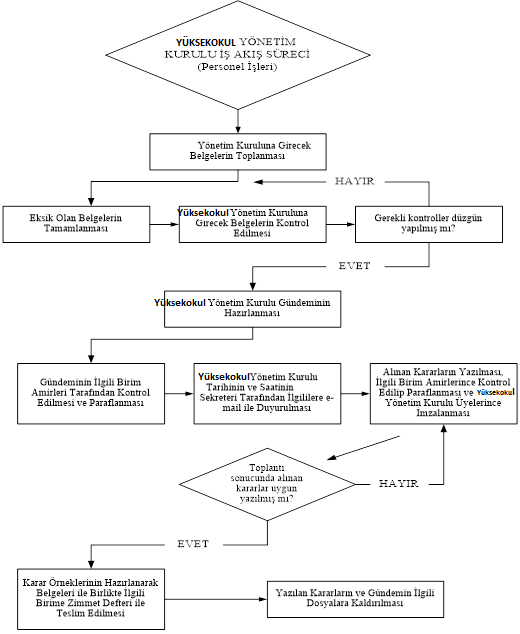 YÜKSEKOKUL YÖNETİM
KURULU İŞ AKIŞ SÜRECİ
(Personel İşleri)
Yönetim Kuruluna Girecek
Belgelerin Toplanması
HAYIR
Eksik Olan Belgelerin
Tamamlanması
Yüksekokul Yönetim Kuruluna
Girecek Belgelerin Kontrol
Edilmesi
Gerekli kontroller düzgün
yapılmış mı?
EVET
Yüksekokul Yönetim Kurulu Gündeminin
Hazırlanması
Gündeminin İlgili Birim
Amirleri Tarafından Kontrol
Edilmesi ve Paraflanması
Yüksekokul Yönetim Kurulu
Tarihinin ve Saatinin
Sekreteri Tarafından İlgililere e-
mail ile Duyurulması
Alınan Kararların Yazılması,
İlgili Birim Amirlerince Kontrol
Edilip Paraflanması ve Yüksekokul
Yönetim Kurulu Üyelerince
İmzalanması
Toplantı
sonucunda alınan
kararlar uygun
yazılmış mı?
HAYIR
EVET
Karar Örneklerinin Hazırlanarak
Belgeleri ile Birlikte İlgili
Birime Zimmet Defteri ile
Teslim Edilmesi
Yazılan Kararların ve Gündemin İlgili
Dosyalara Kaldırılması